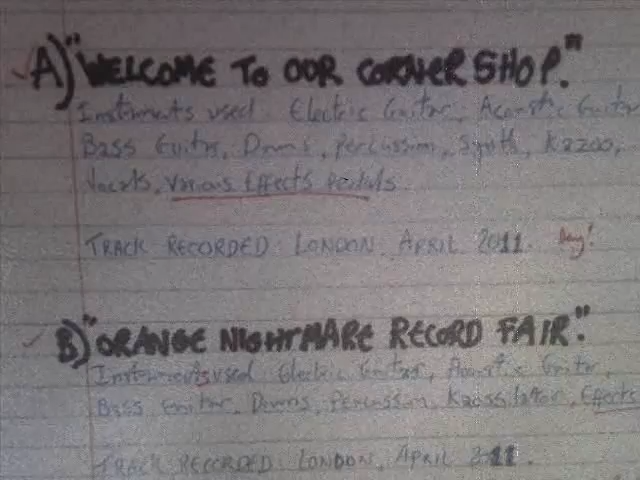 A) "WELCOME TO OUR CORNER SHOP."
Instruments used: Electric Guitar, Acoustic Guitar
Bass Guitar, Drums, Percussion, Synth, Kazoo,
Vocals, Various Effects Pedals.
TRACK RECORDED: LONDON, APRIL 2011. May!
B) "ORANGE NIGHTMARE RECORD FAIR."
Instruments used: Electric Guitar, Acoustic Guitar,
Bass Guitar, Drums, Percussion, Effects
TRACK RECORDED: LONDON, APRIL 2011.